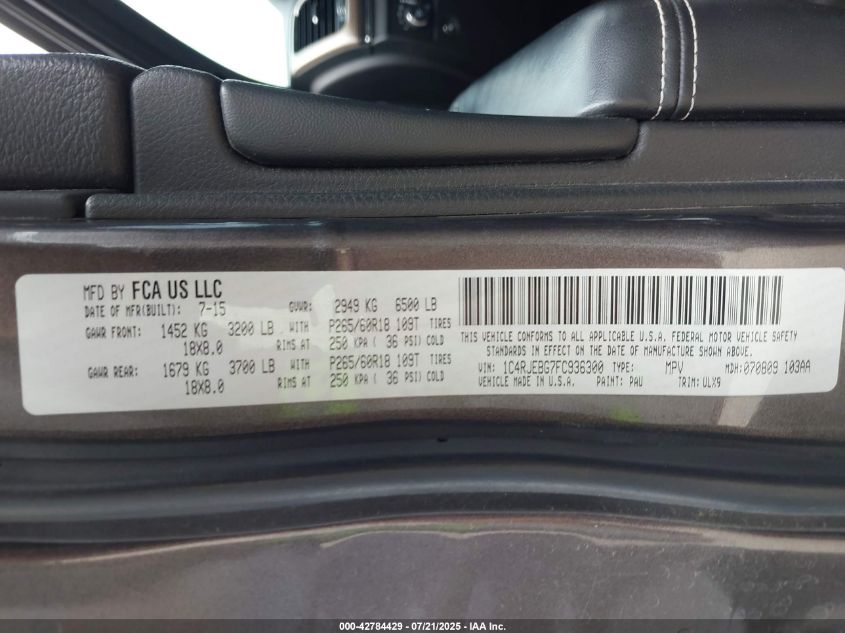 MFD BY FCA US LLC
DATE OF MFR(BUILT): 7-15 GVWR: 2949 KG 6500 LB
GAWR FRONT: 1452 KG 3200 LB WITH P265/60R18 109T TIRES
18X8.0 RIMS AT 250 KPA ( 36 PSI) COLD
GAWR REAR: 1679 KG 3700 LB WITH P265/60R18 109T TIRES
18X8.0 RIMS AT 250 KPA ( 36 PSI) COLD
THIS VEHICLE CONFORMS TO ALL APPLICABLE U.S.A. FEDERAL MOTOR VEHICLE SAFETY
STANDARDS IN EFFECT ON THE DATE OF MANUFACTURE SHOWN ABOVE.
VIN: 1C4RJEBG7FC936300 TYPE: MPV MDH: 070809 103AA
VEHICLE MADE IN U.S.A. PAINT: PAU TRIM: ULX9
000-42784429 - 07/21/2025 - IAA Inc.